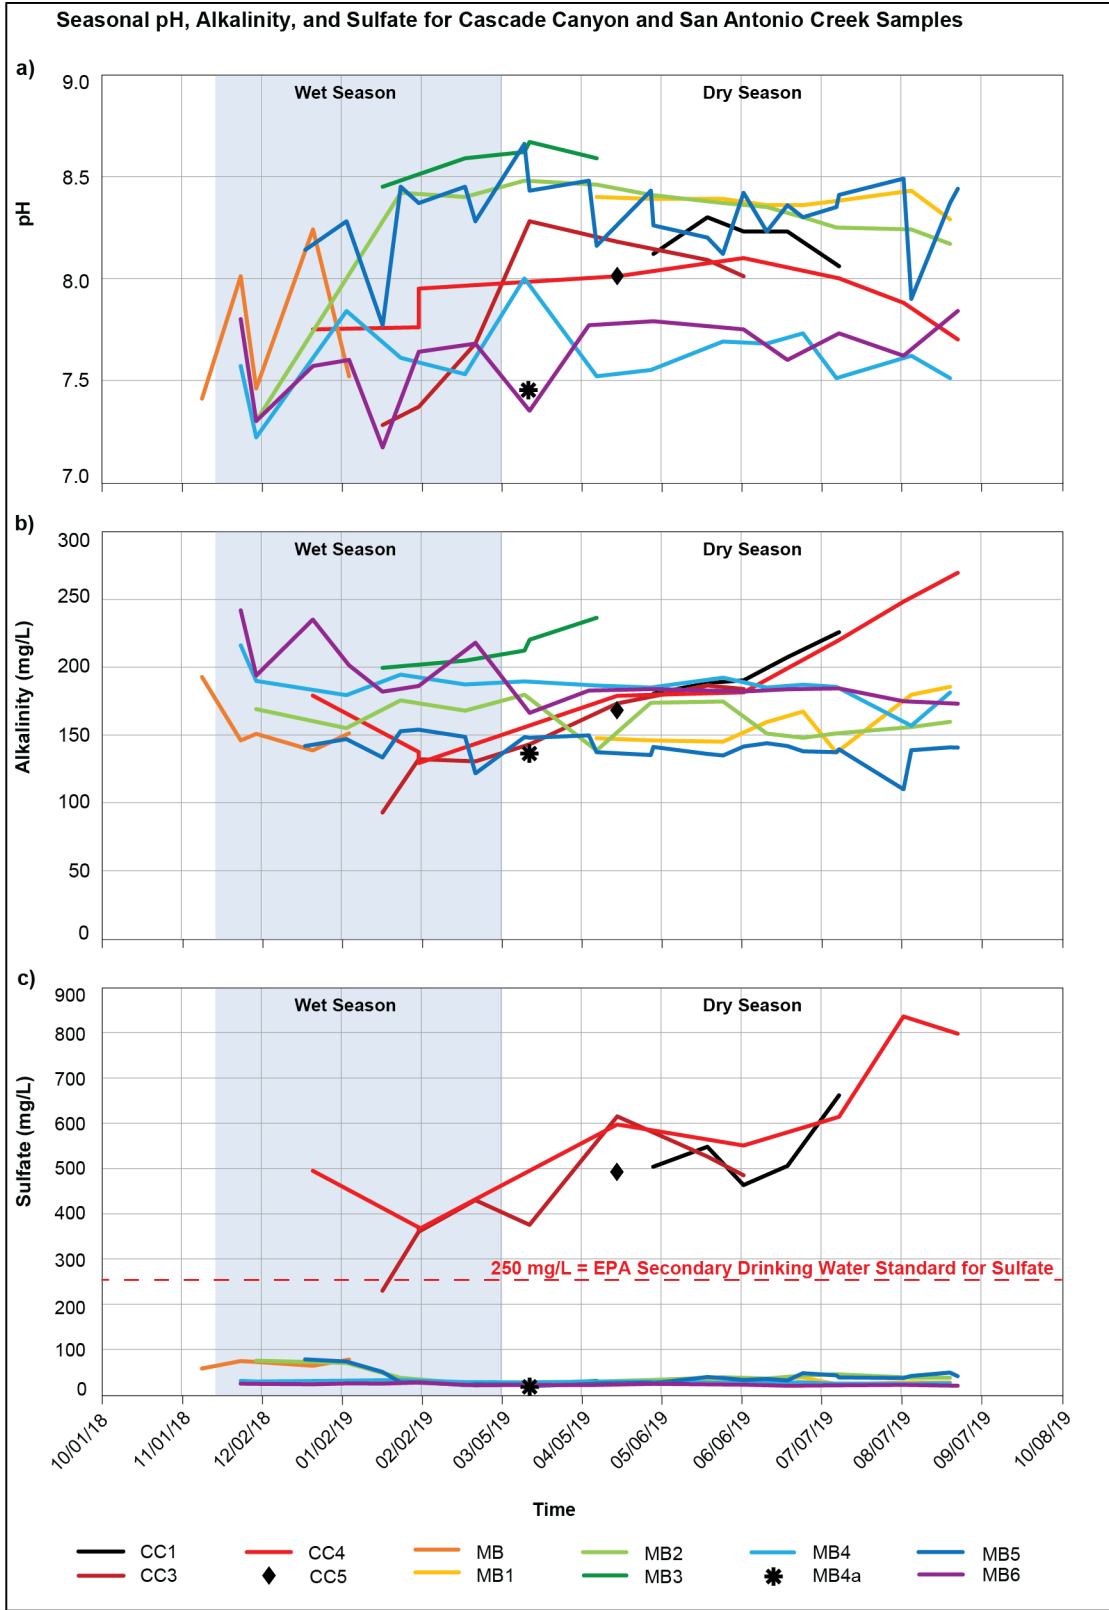 Seasonal pH, Alkalinity, and Sulfate for Cascade Canyon and San Antonio Creek Samples
a)
9.0
Wet Season
Dry Season
8.5
pH
8.0
7.5
7.0
b)
300
Wet Season
Dry Season
250
200
Alkalinity (mg/L)
150
100
50
0
c)
900
Wet Season
Dry Season
800
700
600
Sulfate (mg/L)
500
400
300
250 mg/L = EPA Secondary Drinking Water Standard for Sulfate
200
100
0
10/01/18 11/01/18 12/02/18 01/02/19 02/02/19 03/05/19 04/05/19 05/06/19 06/06/19 07/07/19 08/07/19 09/07/19 10/08/19
Time
CC1 CC4 MB MB2 MB4 MB5
CC3 CC5 MB1 MB3 MB4a MB6